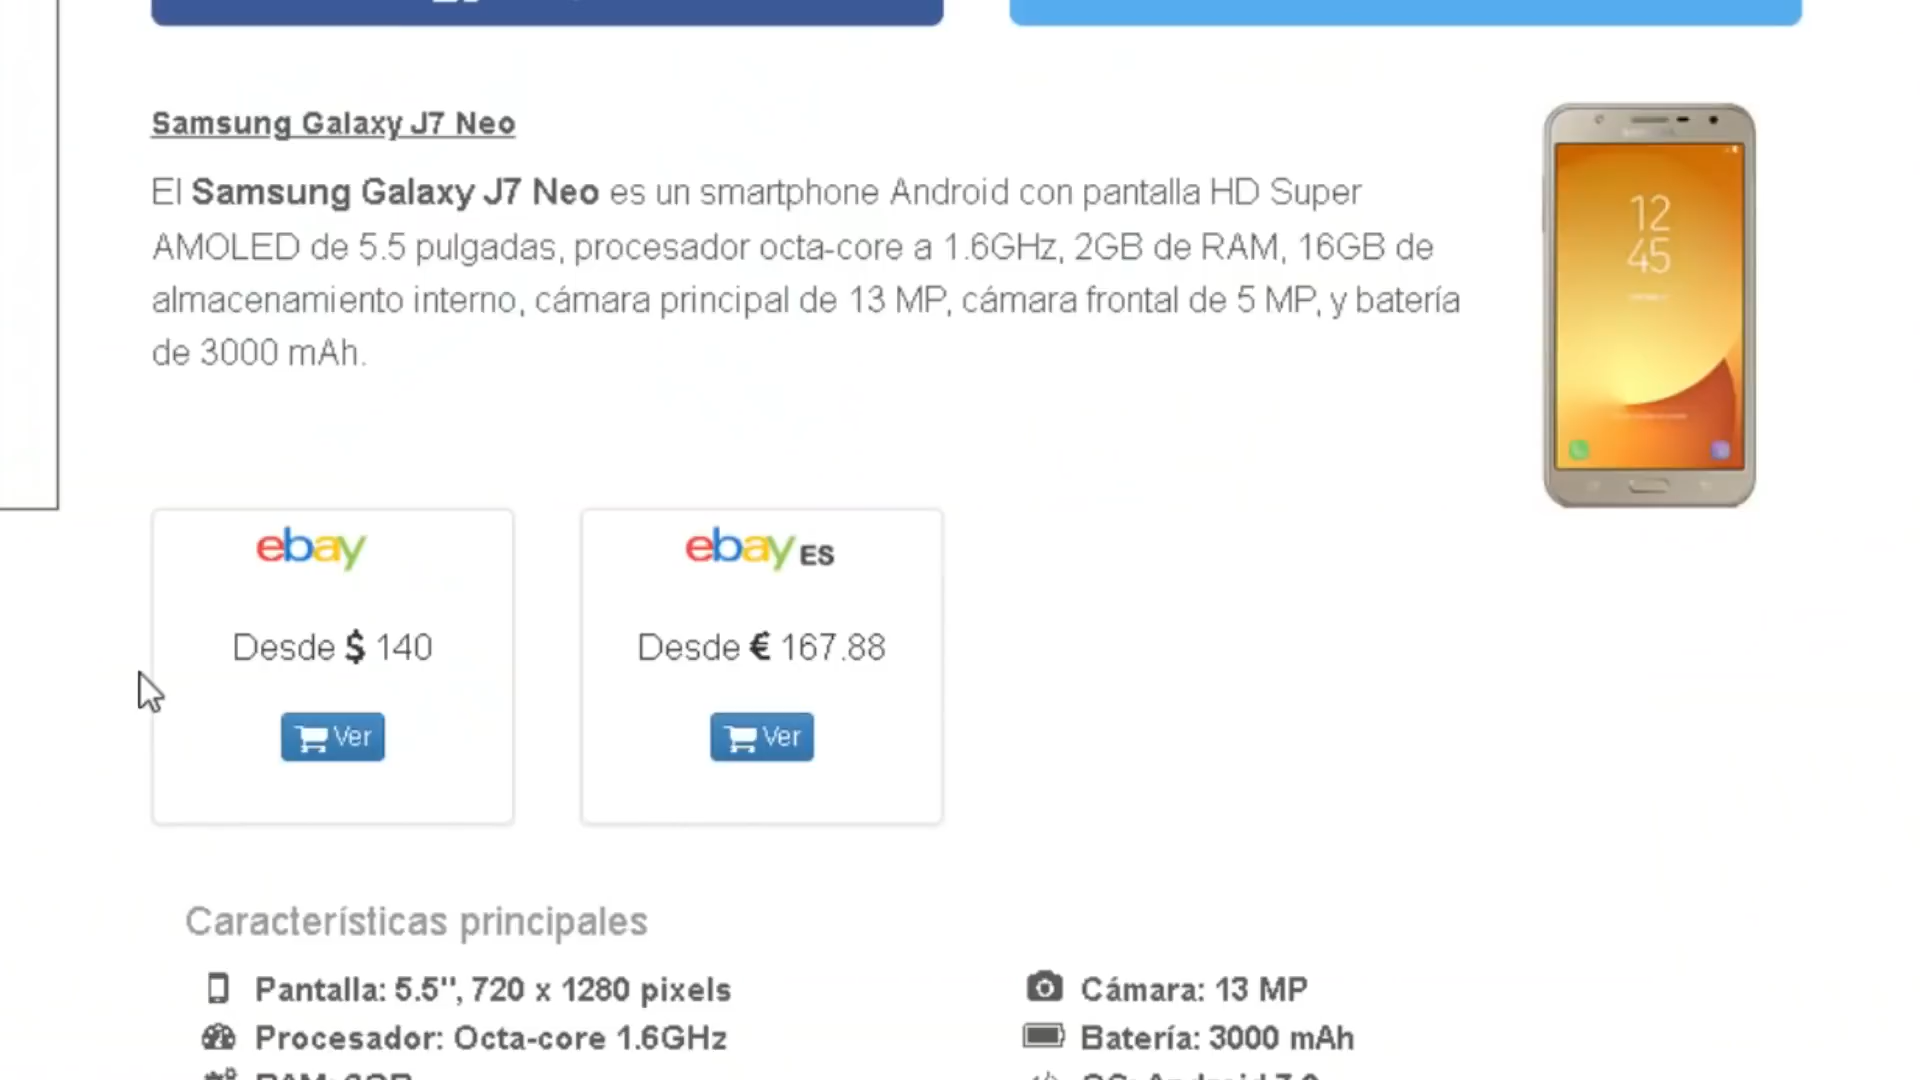 Samsung Galaxy J7 Neo
El Samsung Galaxy J7 Neo es un smartphone Android con pantalla HD Super
AMOLED de 5.5 pulgadas, procesador octa-core a 1.6GHz, 2GB de RAM, 16GB de
almacenamiento interno, cámara principal de 13 MP, cámara frontal de 5 MP, y batería
de 3000 mAh.
12
45
ebay
Desde $ 140
Ver
ebay ES
Desde € 167.88
Ver
Características principales
Pantalla: 5.5'', 720 x 1280 pixels
Procesador: Octa-core 1.6GHz
Cámara: 13 MP
Batería: 3000 mAh